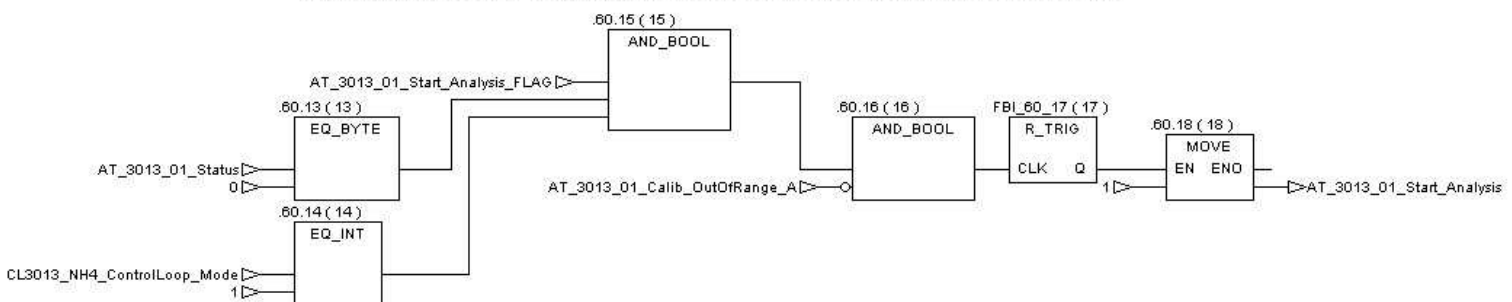 .60.15 ( 15 )
AND_BOOL
AT_3013_01_Start_Analysis_FLAG
.60.13 ( 13 )
EQ_BYTE
.60.16 ( 16 )
AND_BOOL
FBI_60_17 ( 17 )
R_TRIG
CLK Q
.60.18 ( 18 )
MOVE
EN ENO
AT_3013_01_Status
0
AT_3013_01_Calib_OutOfRange_A
1
AT_3013_01_Start_Analysis
.60.14 ( 14 )
EQ_INT
CL3013_NH4_ControlLoop_Mode
1